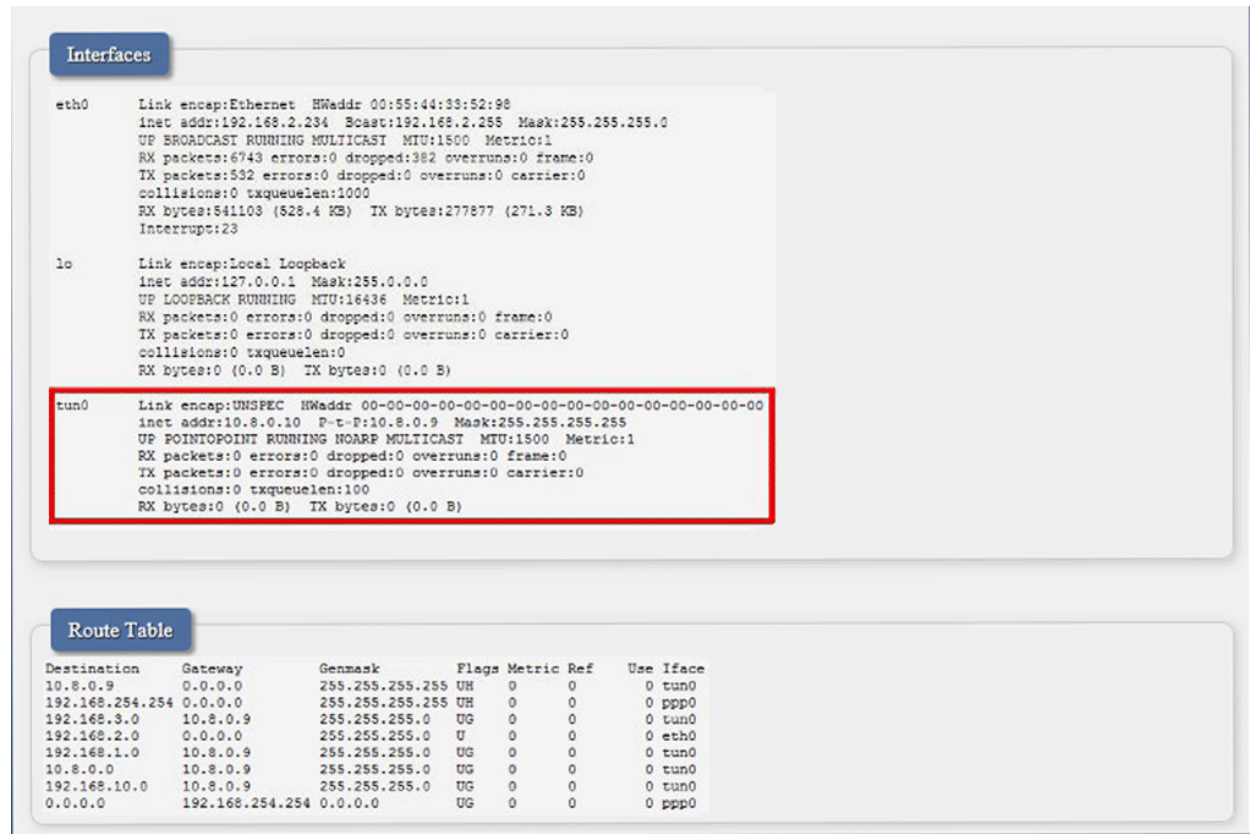 Interfaces
eth0 Link encap:Ethernet HWaddr 00:55:44:33:52:98
inet addr:192.168.2.234 Bcast:192.168.2.255 Mask:255.255.255.0
UP BROADCAST RUNNING MULTICAST MTU:1500 Metric:1
RX packets:6743 errors:0 dropped:382 overruns:0 frame:0
TX packets:532 errors:0 dropped:0 overruns:0 carrier:0
collisions:0 txqueuelen:1000
RX bytes:541103 (528.4 KB) TX bytes:277877 (271.3 KB)
Interrupt:23
lo Link encap:Local Loopback
inet addr:127.0.0.1 Mask:255.0.0.0
UP LOOPBACK RUNNING MTU:16436 Metric:1
RX packets:0 errors:0 dropped:0 overruns:0 frame:0
TX packets:0 errors:0 dropped:0 overruns:0 carrier:0
collisions:0 txqueuelen:0
RX bytes:0 (0.0 B) TX bytes:0 (0.0 B)
tun0 Link encap:UNSPEC HWaddr 00-00-00-00-00-00-00-00-00-00-00-00-00-00-00-00
inet addr:10.8.0.10 P-t-P:10.8.0.9 Mask:255.255.255.255
UP POINTOPOINT RUNNING NOARP MULTICAST MTU:1500 Metric:1
RX packets:0 errors:0 dropped:0 overruns:0 frame:0
TX packets:0 errors:0 dropped:0 overruns:0 carrier:0
collisions:0 txqueuelen:100
RX bytes:0 (0.0 B) TX bytes:0 (0.0 B)
Route Table
Destination Gateway Genmask Flags Metric Ref Use Iface
10.8.0.9 0.0.0.0 255.255.255.255 UH 0 0 0 tun0
192.168.254.254 0.0.0.0 255.255.255.255 UH 0 0 0 ppp0
192.168.3.0 10.8.0.9 255.255.255.0 UG 0 0 0 tun0
192.168.2.0 0.0.0.0 255.255.255.0 U 0 0 0 eth0
192.168.1.0 10.8.0.9 255.255.255.0 UG 0 0 0 tun0
10.8.0.0 10.8.0.9 255.255.255.0 UG 0 0 0 tun0
192.168.10.0 10.8.0.9 255.255.255.0 UG 0 0 0 tun0
0.0.0.0 192.168.254.254 0.0.0.0 UG 0 0 0 ppp0